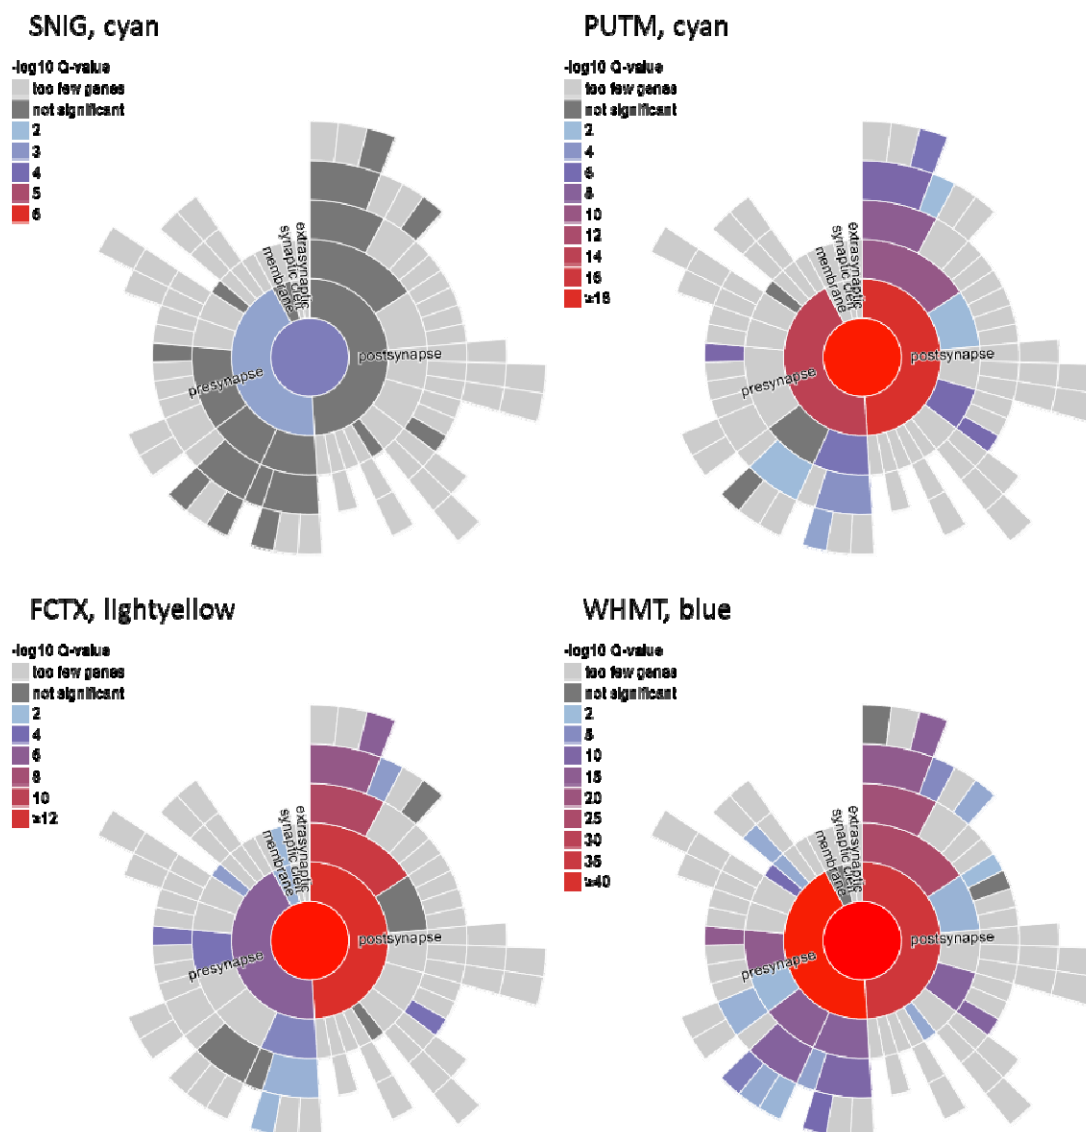 SNIG, cyan
-log10 Q-value
too few genes
not significant
2
3
4
5
6
extrasynaptic
synaptic cleft
membrane
postsynapse
presynapse
PUTM, cyan
-log10 Q-value
too few genes
not significant
2
4
6
8
10
12
14
16
≥18
extrasynaptic
synaptic cleft
membrane
postsynapse
presynapse
FCTX, lightyellow
-log10 Q-value
too few genes
not significant
2
4
6
8
10
≥12
extrasynaptic
synaptic cleft
membrane
postsynapse
presynapse
WHMT, blue
-log10 Q-value
too few genes
not significant
2
5
10
15
20
25
30
35
≥40
extrasynaptic
synaptic cleft
membrane
postsynapse
presynapse